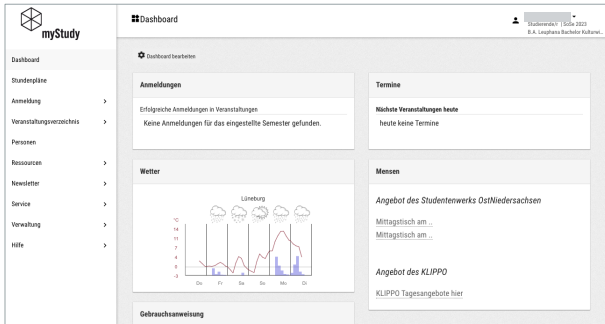 myStudy
Dashboard
Studierende/r | SoSe 2023
B.A. Leuphana Bachelor Kulturwi...
Dashboard
Stundenpläne
Anmeldung
Veranstaltungsverzeichnis
Personen
Ressourcen
Newsletter
Service
Verwaltung
Hilfe
Dashboard bearbeiten
Anmeldungen
Erfolgreiche Anmeldungen in Veranstaltungen
Keine Anmeldungen für das eingestellte Semester gefunden.
Termine
Nächste Veranstaltungen heute
heute keine Termine
Wetter
Lüneburg
°C
14
11
7
4
0
-3
Do Fr Sa So Mo Di
Mensen
Angebot des Studentenwerks OstNiedersachsen
Mittagstisch am ..
Mittagstisch am ..
Angebot des KLIPPO
KLIPPO Tagesangebote hier
Gebrauchsanweisung